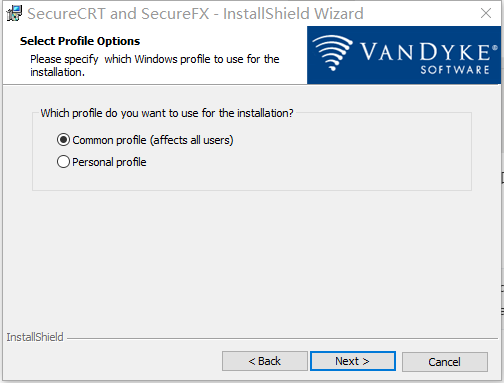 SecureCRT and SecureFX - InstallShield Wizard
Select Profile Options
Please specify which Windows profile to use for the
installation.
VANDYKE®
SOFTWARE
Which profile do you want to use for the installation?
Common profile (affects all users)
Personal profile
InstallShield
< Back
Next >
Cancel